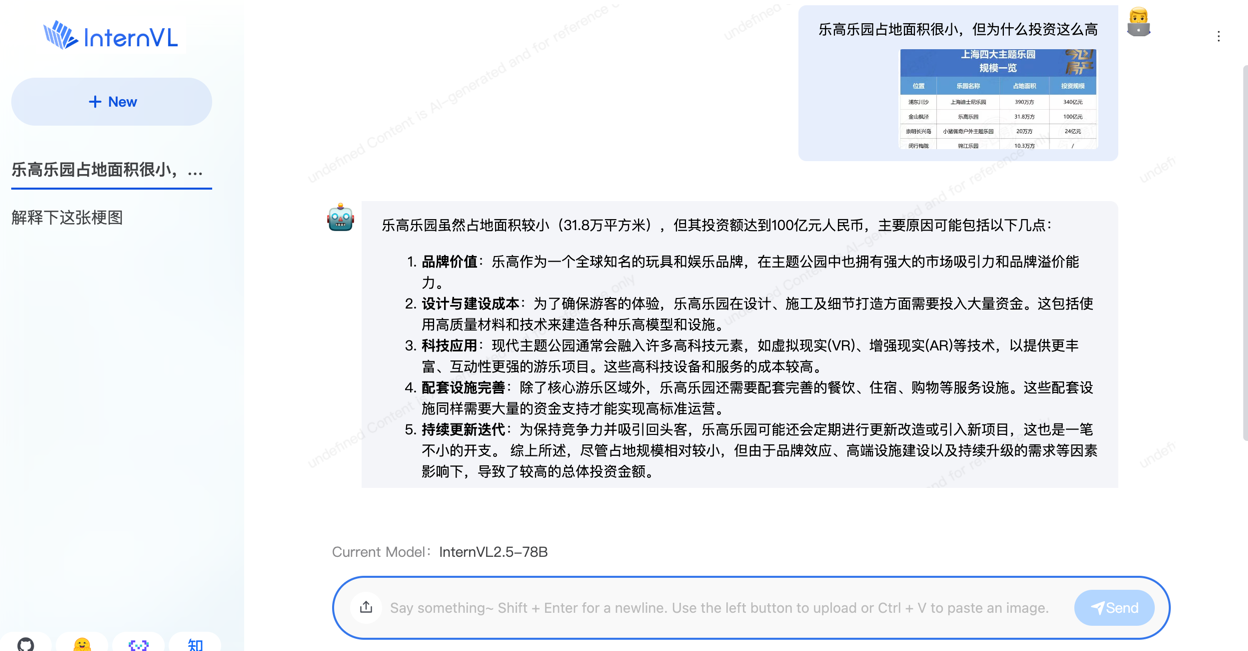 InternVL
+ New
乐高乐园占地面积很小，...
解释下这张梗图
乐高乐园占地面积很小，但为什么投资这么高
上海四大主题乐园
规模一览
位置 乐园名称 占地面积 投资规模
浦东川沙 上海迪士尼乐园 390万方 340亿元
金山枫泾 乐高乐园 31.8万方 100亿元
崇明长兴岛 小猪佩奇户外主题乐园 20万方 24亿元
闵行梅陇 锦江乐园 10.3万方 /
乐高乐园虽然占地面积较小（31.8万平方米），但其投资额达到100亿元人民币，主要原因可能包括以下几点：
1. 品牌价值：乐高作为一个全球知名的玩具和娱乐品牌，在主题公园中也拥有强大的市场吸引力和品牌溢价能
力。
2. 设计与建设成本：为了确保游客的体验，乐高乐园在设计、施工及细节打造方面需要投入大量资金。这包括使
用高质量材料和技术来建造各种乐高模型和设施。
3. 科技应用：现代主题公园通常会融入许多高科技元素，如虚拟现实(VR)、增强现实(AR)等技术，以提供更丰
富、互动性更强的游乐项目。这些高科技设备和服务的成本较高。
4. 配套设施完善：除了核心游乐区域外，乐高乐园还需要配套完善的餐饮、住宿、购物等服务设施。这些配套设
施同样需要大量的资金支持才能实现高标准运营。
5. 持续更新迭代：为保持竞争力并吸引回头客，乐高乐园可能还会定期进行更新改造或引入新项目，这也是一笔
不小的开支。 综上所述，尽管占地规模相对较小，但由于品牌效应、高端设施建设以及持续升级的需求等因素
影响下，导致了较高的总体投资金额。
undefined Content is AI-generated and for reference only
Current Model：InternVL2.5-78B
Say something~ Shift + Enter for a newline. Use the left button to upload or Ctrl + V to paste an image.
Send
知